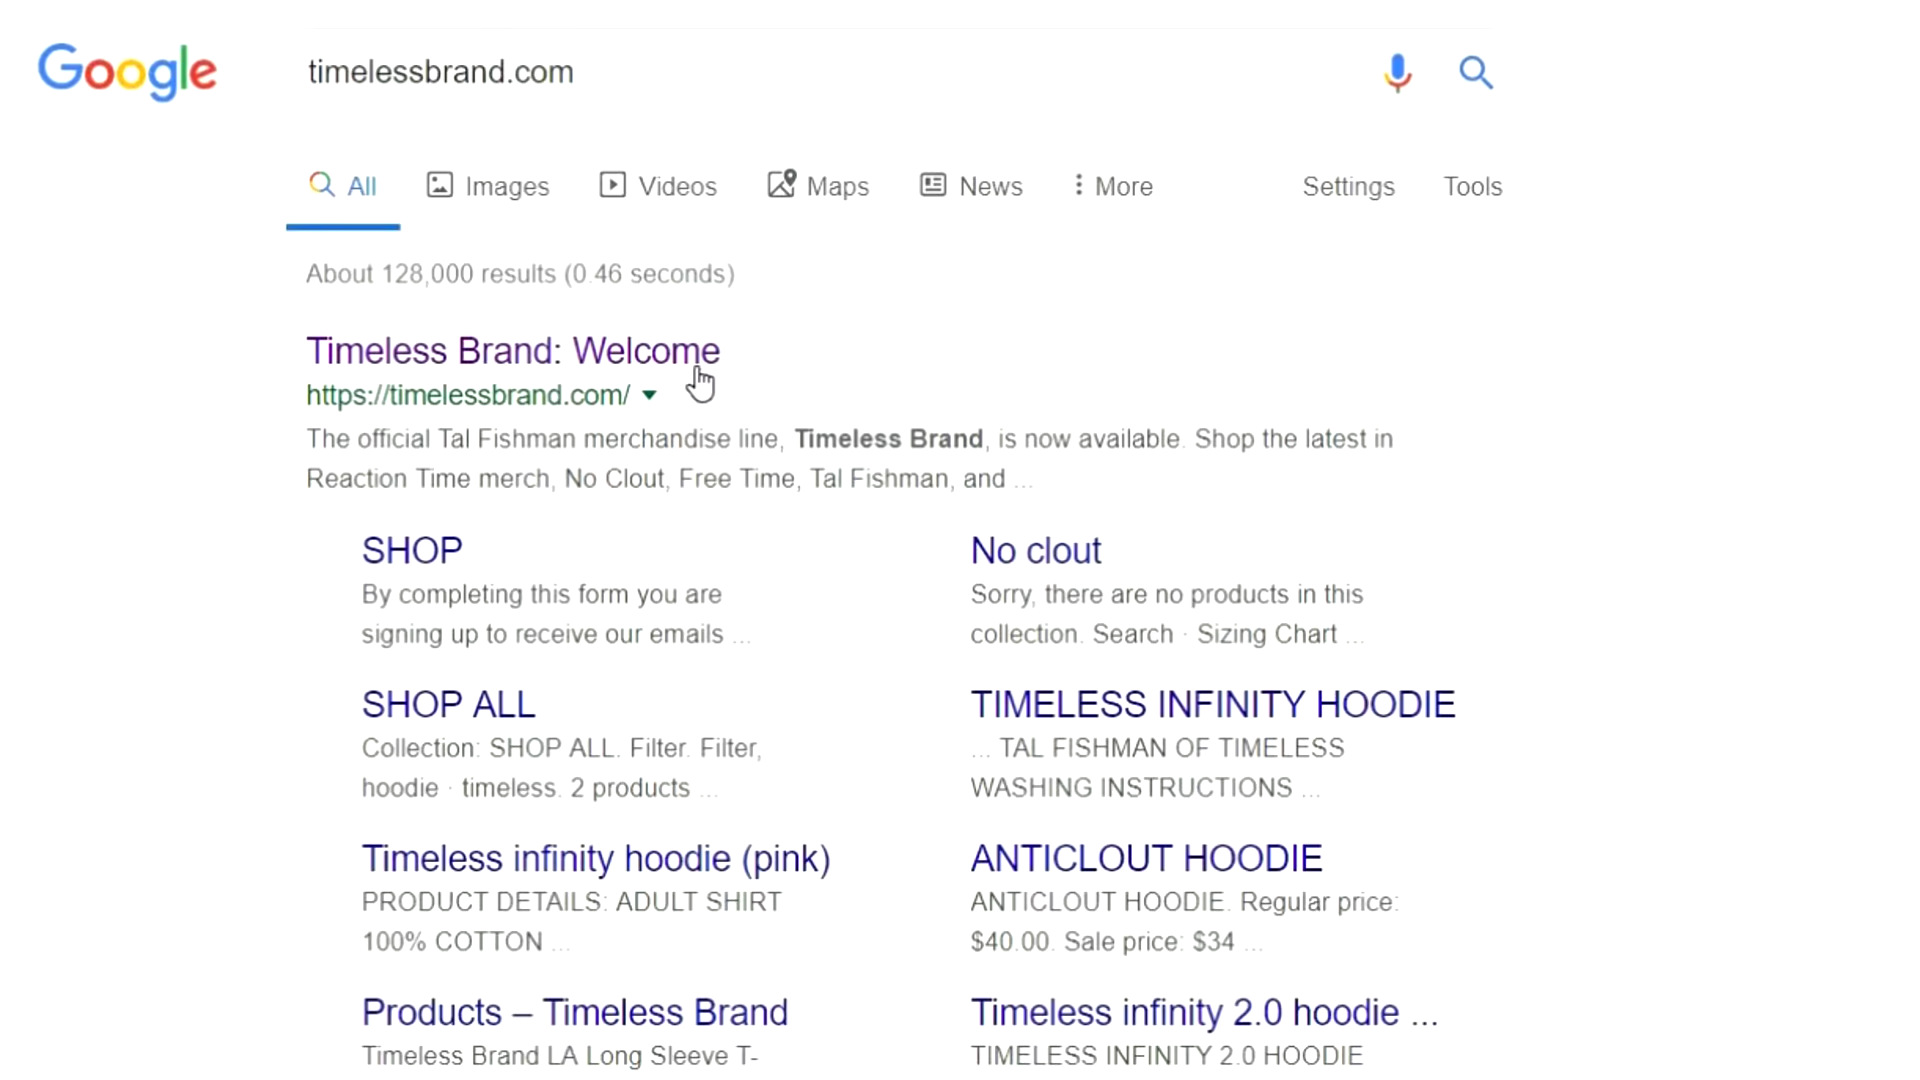 Google
timelessbrand.com
All Images Videos Maps News More Settings Tools
About 128,000 results (0.46 seconds)
Timeless Brand: Welcome
https://timelessbrand.com/
The official Tal Fishman merchandise line, Timeless Brand, is now available. Shop the latest in
Reaction Time merch, No Clout, Free Time, Tal Fishman, and ...
SHOP
By completing this form you are
signing up to receive our emails ...
No clout
Sorry, there are no products in this
collection. Search · Sizing Chart ...
SHOP ALL
Collection: SHOP ALL. Filter. Filter,
hoodie · timeless. 2 products ...
TIMELESS INFINITY HOODIE
... TAL FISHMAN OF TIMELESS
WASHING INSTRUCTIONS ...
Timeless infinity hoodie (pink)
PRODUCT DETAILS: ADULT SHIRT
100% COTTON ...
ANTICLOUT HOODIE
ANTICLOUT HOODIE. Regular price:
$40.00. Sale price: $34 ...
Products – Timeless Brand
Timeless Brand LA Long Sleeve T-
Timeless infinity 2.0 hoodie ...
TIMELESS INFINITY 2.0 HOODIE